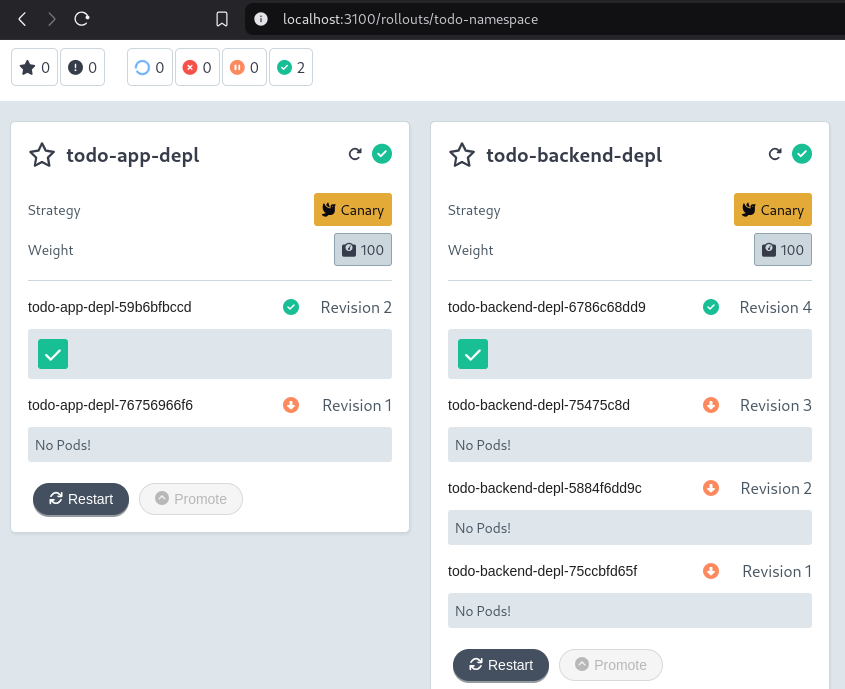 localhost:3100/rollouts/todo-namespace
0 0 0 0 0 2
todo-app-depl
Strategy Canary
Weight 100
todo-app-depl-59b6bfbccd Revision 2
todo-app-depl-76756966f6 Revision 1
No Pods!
Restart Promote
todo-backend-depl
Strategy Canary
Weight 100
todo-backend-depl-6786c68dd9 Revision 4
todo-backend-depl-75475c8d Revision 3
No Pods!
todo-backend-depl-5884f6dd9c Revision 2
No Pods!
todo-backend-depl-75ccbfd65f Revision 1
No Pods!
Restart Promote